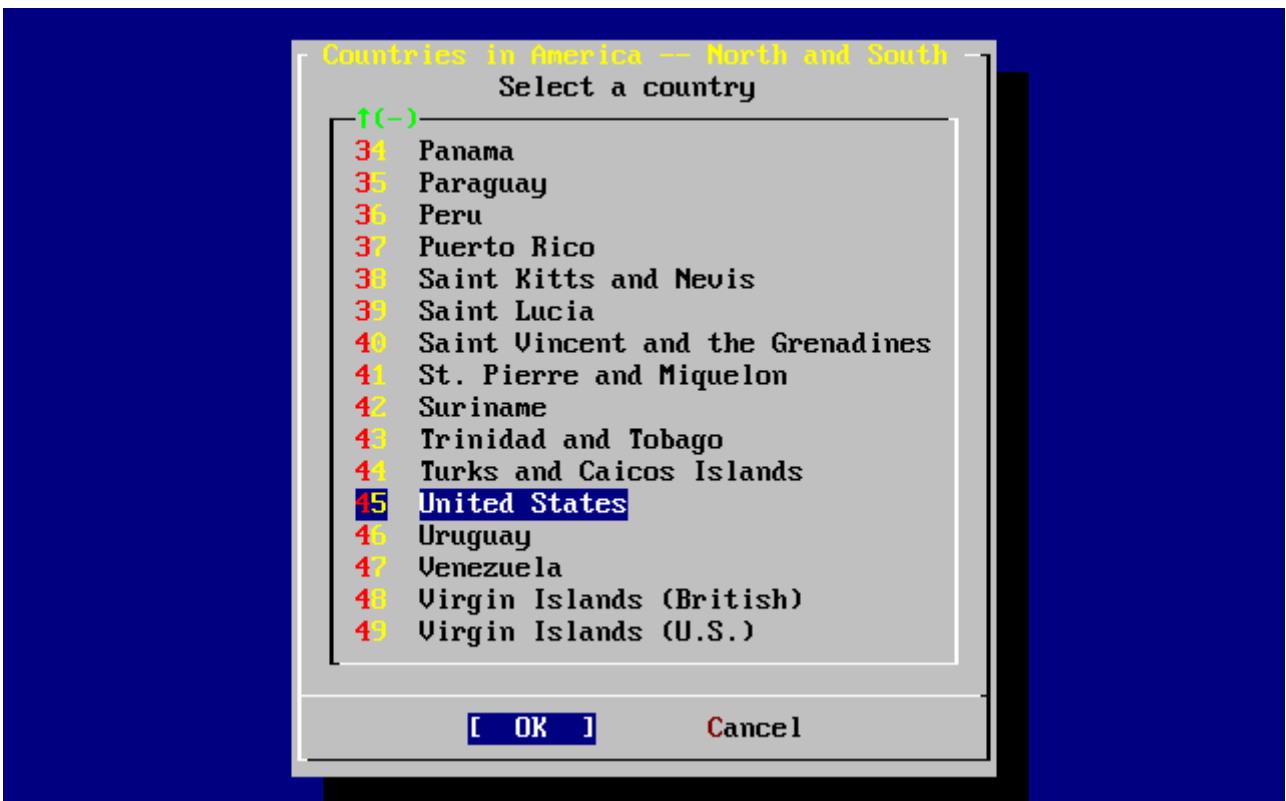 Countries in America -- North and South
Select a country
↑(-)
34 Panama
35 Paraguay
36 Peru
37 Puerto Rico
38 Saint Kitts and Nevis
39 Saint Lucia
40 Saint Vincent and the Grenadines
41 St. Pierre and Miquelon
42 Suriname
43 Trinidad and Tobago
44 Turks and Caicos Islands
45 United States
46 Uruguay
47 Venezuela
48 Virgin Islands (British)
49 Virgin Islands (U.S.)
[ OK ] Cancel